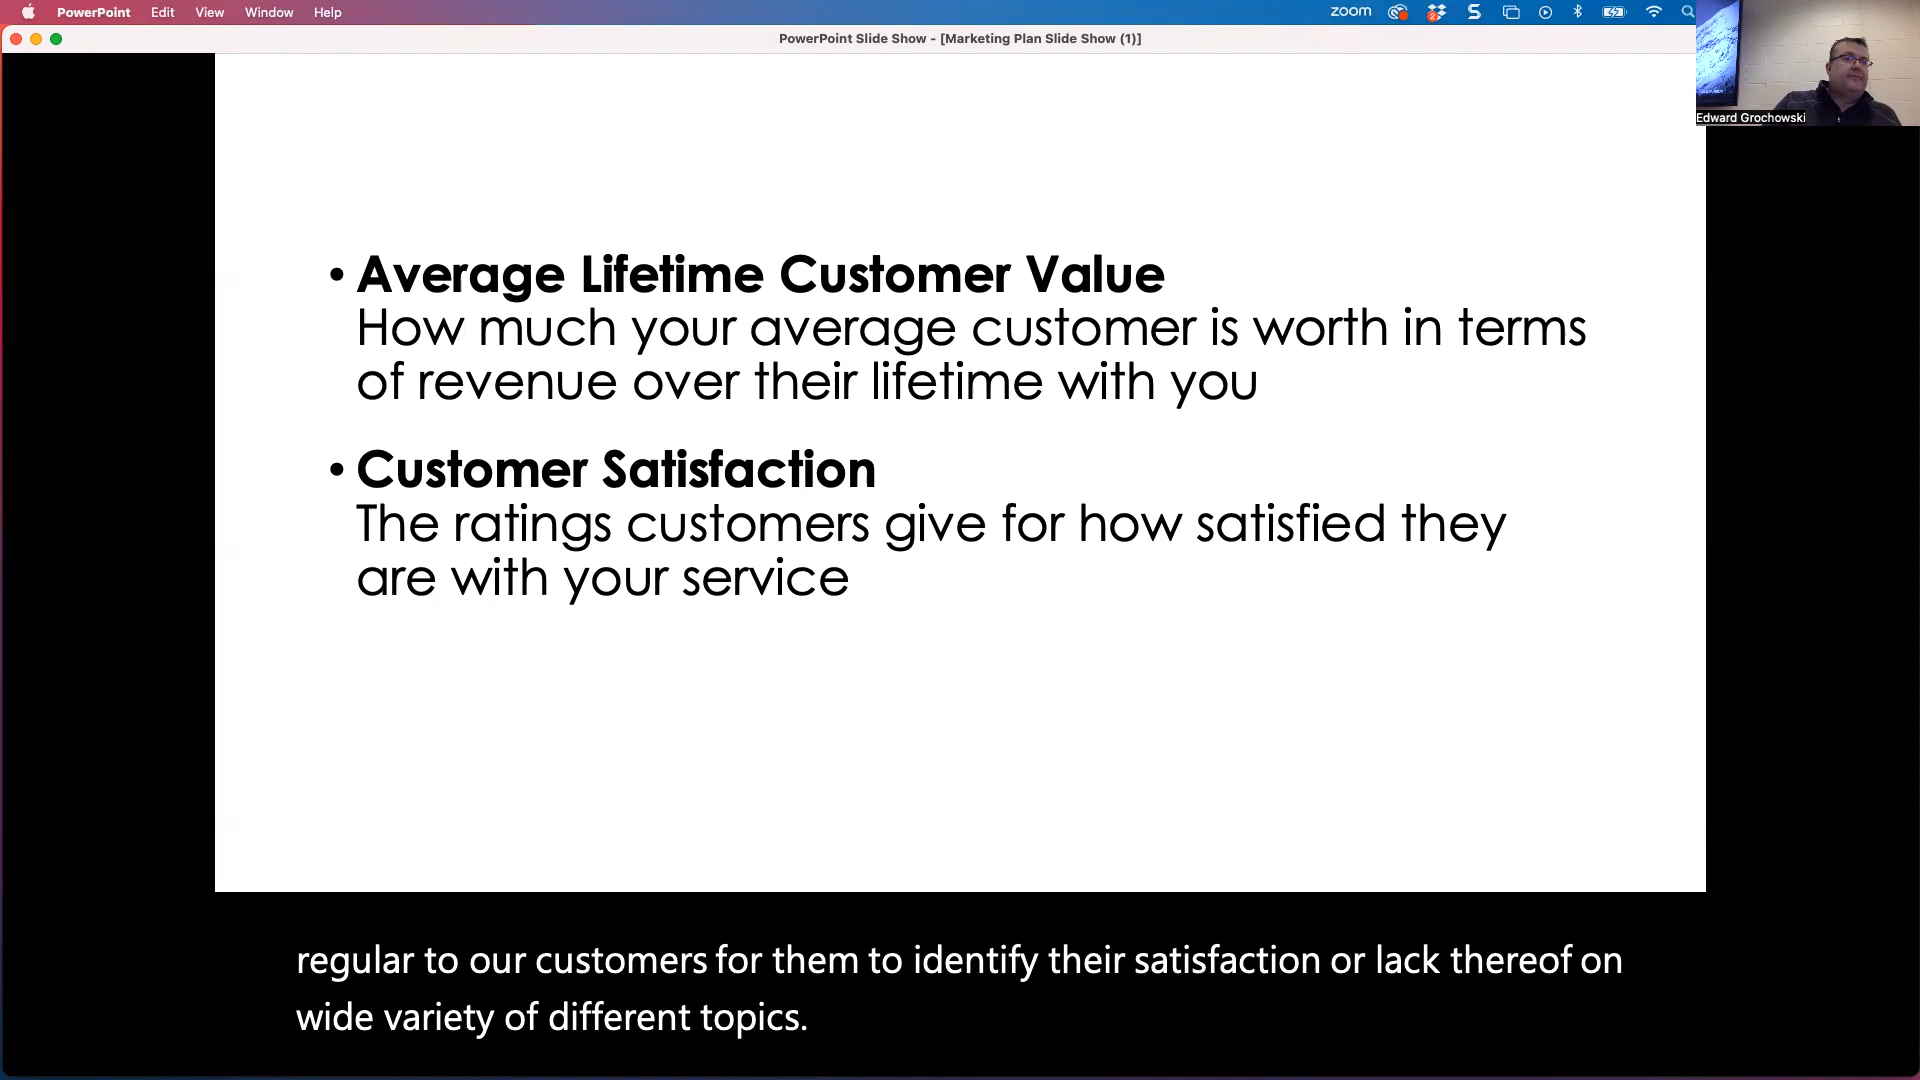 PowerPoint Edit View Window Help zoom
PowerPoint Slide Show - [Marketing Plan Slide Show (1)]
Edward Grochowski
• Average Lifetime Customer Value
How much your average customer is worth in terms
of revenue over their lifetime with you
• Customer Satisfaction
The ratings customers give for how satisfied they
are with your service
regular to our customers for them to identify their satisfaction or lack thereof on
wide variety of different topics.